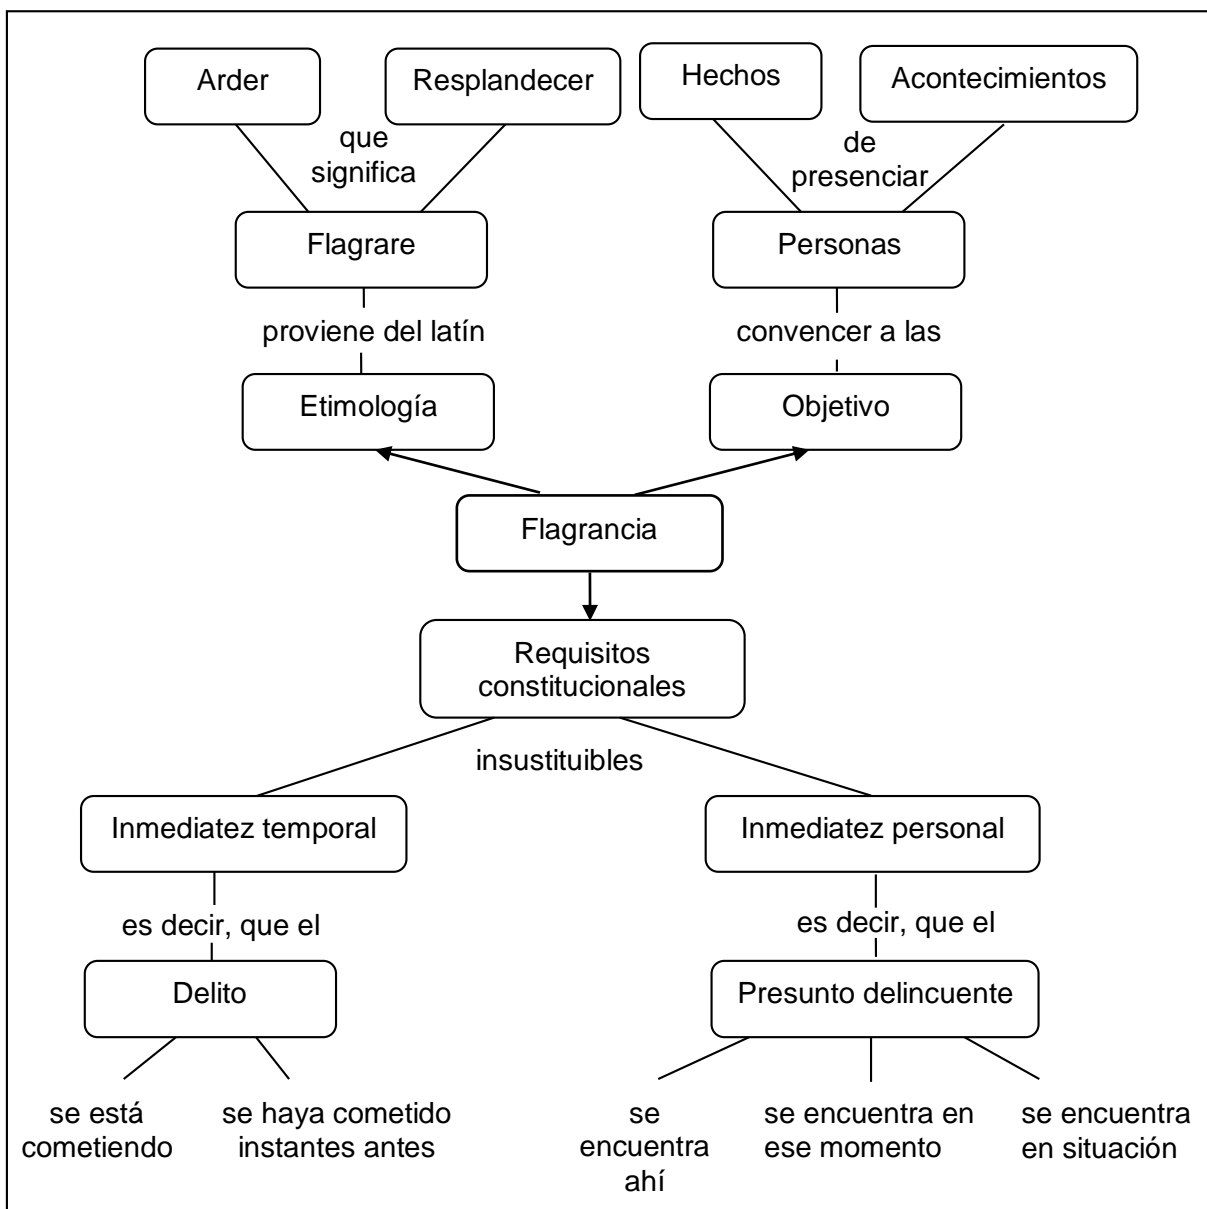 Arder
Resplandecer
Hechos
Acontecimientos
que
significa
de
presenciar
Flagrare
Personas
proviene del latín
convencer a las
Etimología
Objetivo
Flagrancia
Requisitos
constitucionales
insustituibles
Inmediatez temporal
Inmediatez personal
es decir, que el
es decir, que el
Delito
Presunto delincuente
se está
cometiendo
se haya cometido
instantes antes
se
encuentra
ahí
se encuentra en
ese momento
se encuentra
en situación